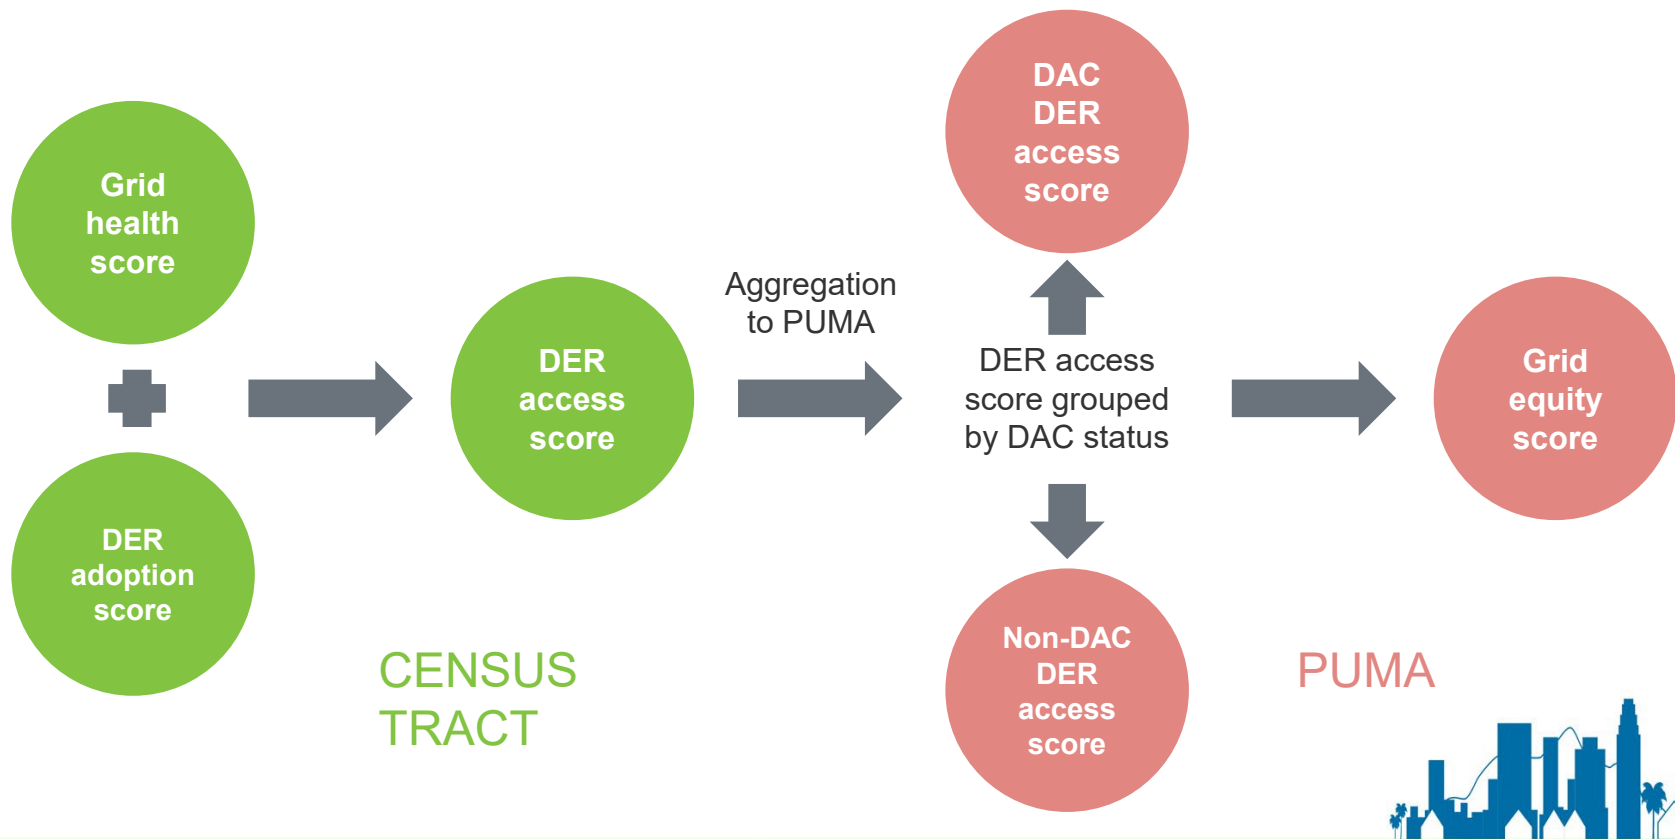 Grid
health
score
DER
adoption
score
CENSUS
TRACT
DER
access
score
Aggregation
to PUMA
DAC
DER
access
score
DER access
score grouped
by DAC status
Non-DAC
DER
access
score
Grid
equity
score
PUMA